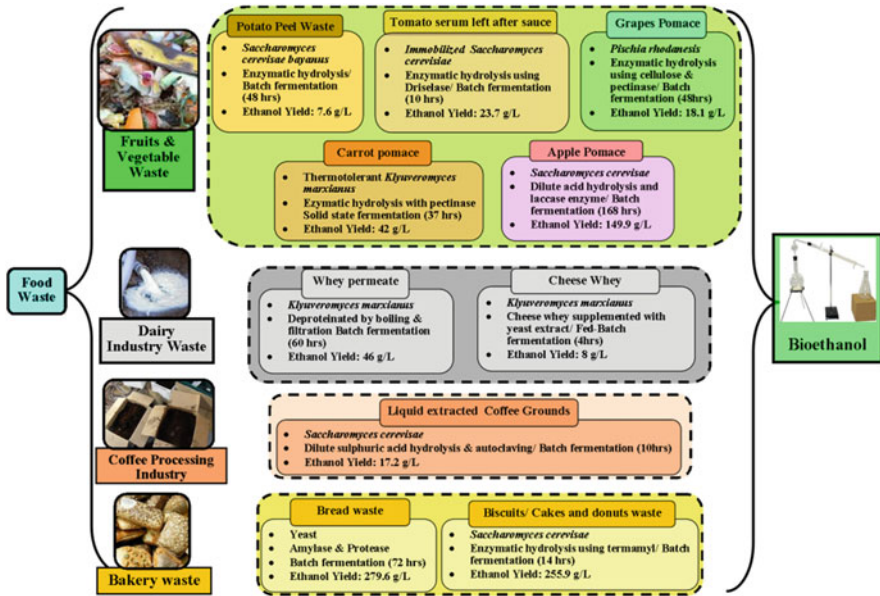 Food
Waste
Fruits &
Vegetable
Waste
Potato Peel Waste
• Saccharomyces
cerevisae bayanus
• Enzymatic hydrolysis/
Batch fermentation
(48 hrs)
• Ethanol Yield: 7.6 g/L
Tomato serum left after sauce
• Immobilized Saccharomyces
cerevisiae
• Enzymatic hydrolysis using
Driselase/ Batch fermentation
(10 hrs)
• Ethanol Yield: 23.7 g/L
Grapes Pomace
• Pischia rhodanesis
• Enzymatic hydrolysis
using cellulose &
pectinase/ Batch
fermentation (48hrs)
• Ethanol Yield: 18.1 g/L
Carrot pomace
• Thermotolerant Kluyveromyces
marxianus
• Ezymatic hydrolysis with pectinase
Solid state fermentation (37 hrs)
• Ethanol Yield: 42 g/L
Apple Pomace
• Saccharomyces cerevisae
• Dilute acid hydrolysis and
laccase enzyme/ Batch
fermentation (168 hrs)
• Ethanol Yield: 149.9 g/L
Dairy
Industry Waste
Whey permeate
• Kluyveromyces marxianus
• Deproteinated by boiling &
filtration Batch fermentation
(60 hrs)
• Ethanol Yield: 46 g/L
Cheese Whey
• Kluyveromyces marxianus
• Cheese whey supplemented with
yeast extract/ Fed-Batch
fermentation (4hrs)
• Ethanol Yield: 8 g/L
Coffee Processing
Industry
Liquid extracted Coffee Grounds
• Saccharomyces cerevisae
• Dilute sulphuric acid hydrolysis & autoclaving/ Batch fermentation (10hrs)
• Ethanol Yield: 17.2 g/L
Bakery waste
Bread waste
• Yeast
• Amylase & Protease
• Batch fermentation (72 hrs)
• Ethanol Yield: 279.6 g/L
Biscuits/ Cakes and donuts waste
• Saccharomyces cerevisae
• Enzymatic hydrolysis using termamyl/ Batch
fermentation (14 hrs)
• Ethanol Yield: 255.9 g/L
Bioethanol